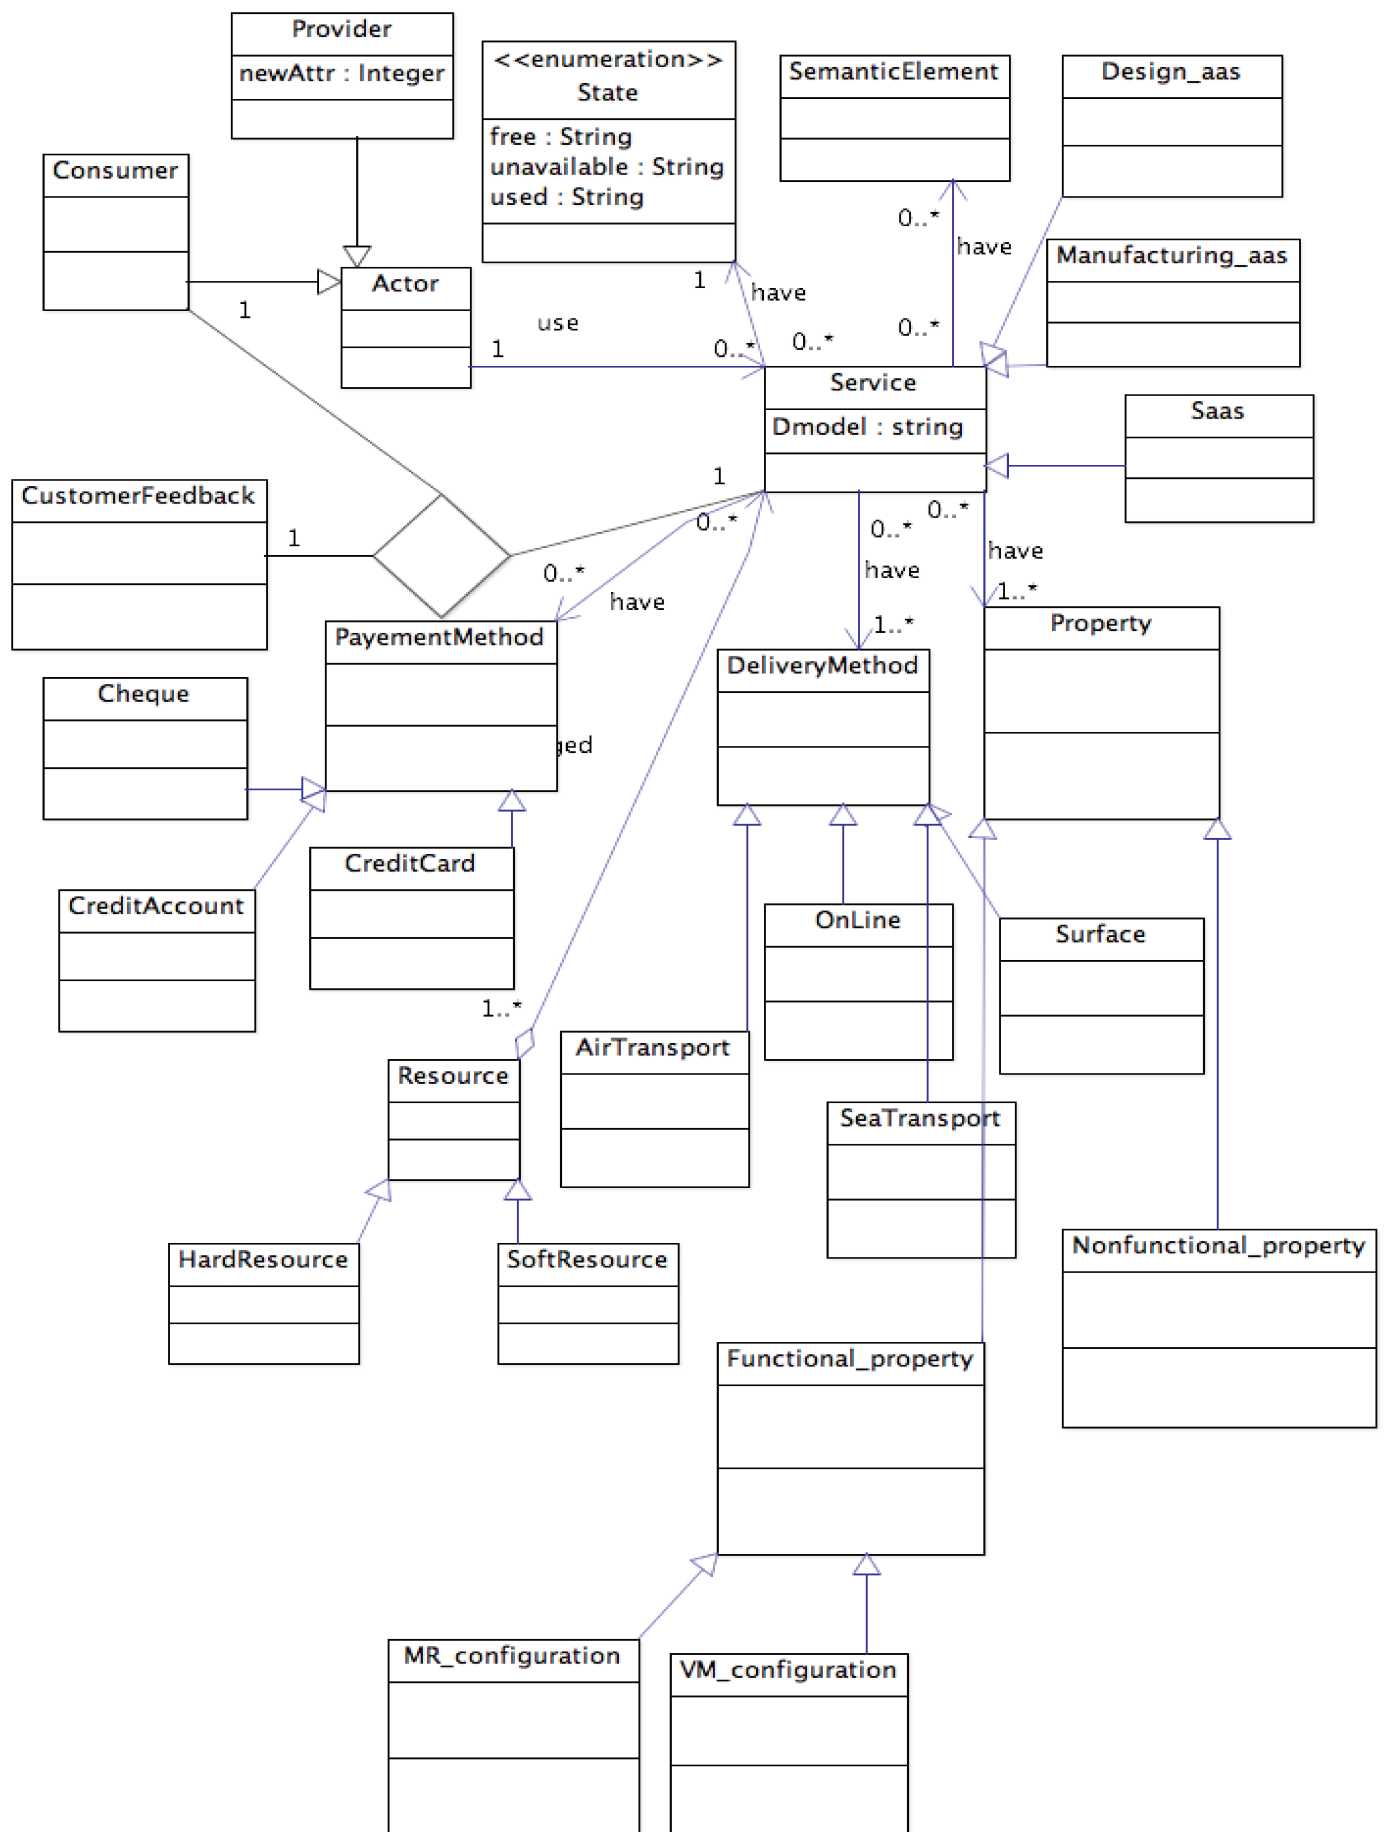 Provider
newAttr : Integer
<<enumeration>>
State
free : String
unavailable : String
used : String
SemanticElement
Design_aas
Consumer
Manufacturing_aas
Actor
1
use
1
0..*
1
have
0..*
0..*
have
0..*
Service
Dmodel : string
Saas
CustomerFeedback
1
1
0..*
0..*
have
0..*
have
1..*
0..*
have
1..*
PayementMethod
ged
DeliveryMethod
Property
Cheque
CreditAccount
CreditCard
OnLine
Surface
1..*
Resource
AirTransport
SeaTransport
HardResource
SoftResource
Nonfunctional_property
Functional_property
MR_configuration
VM_configuration